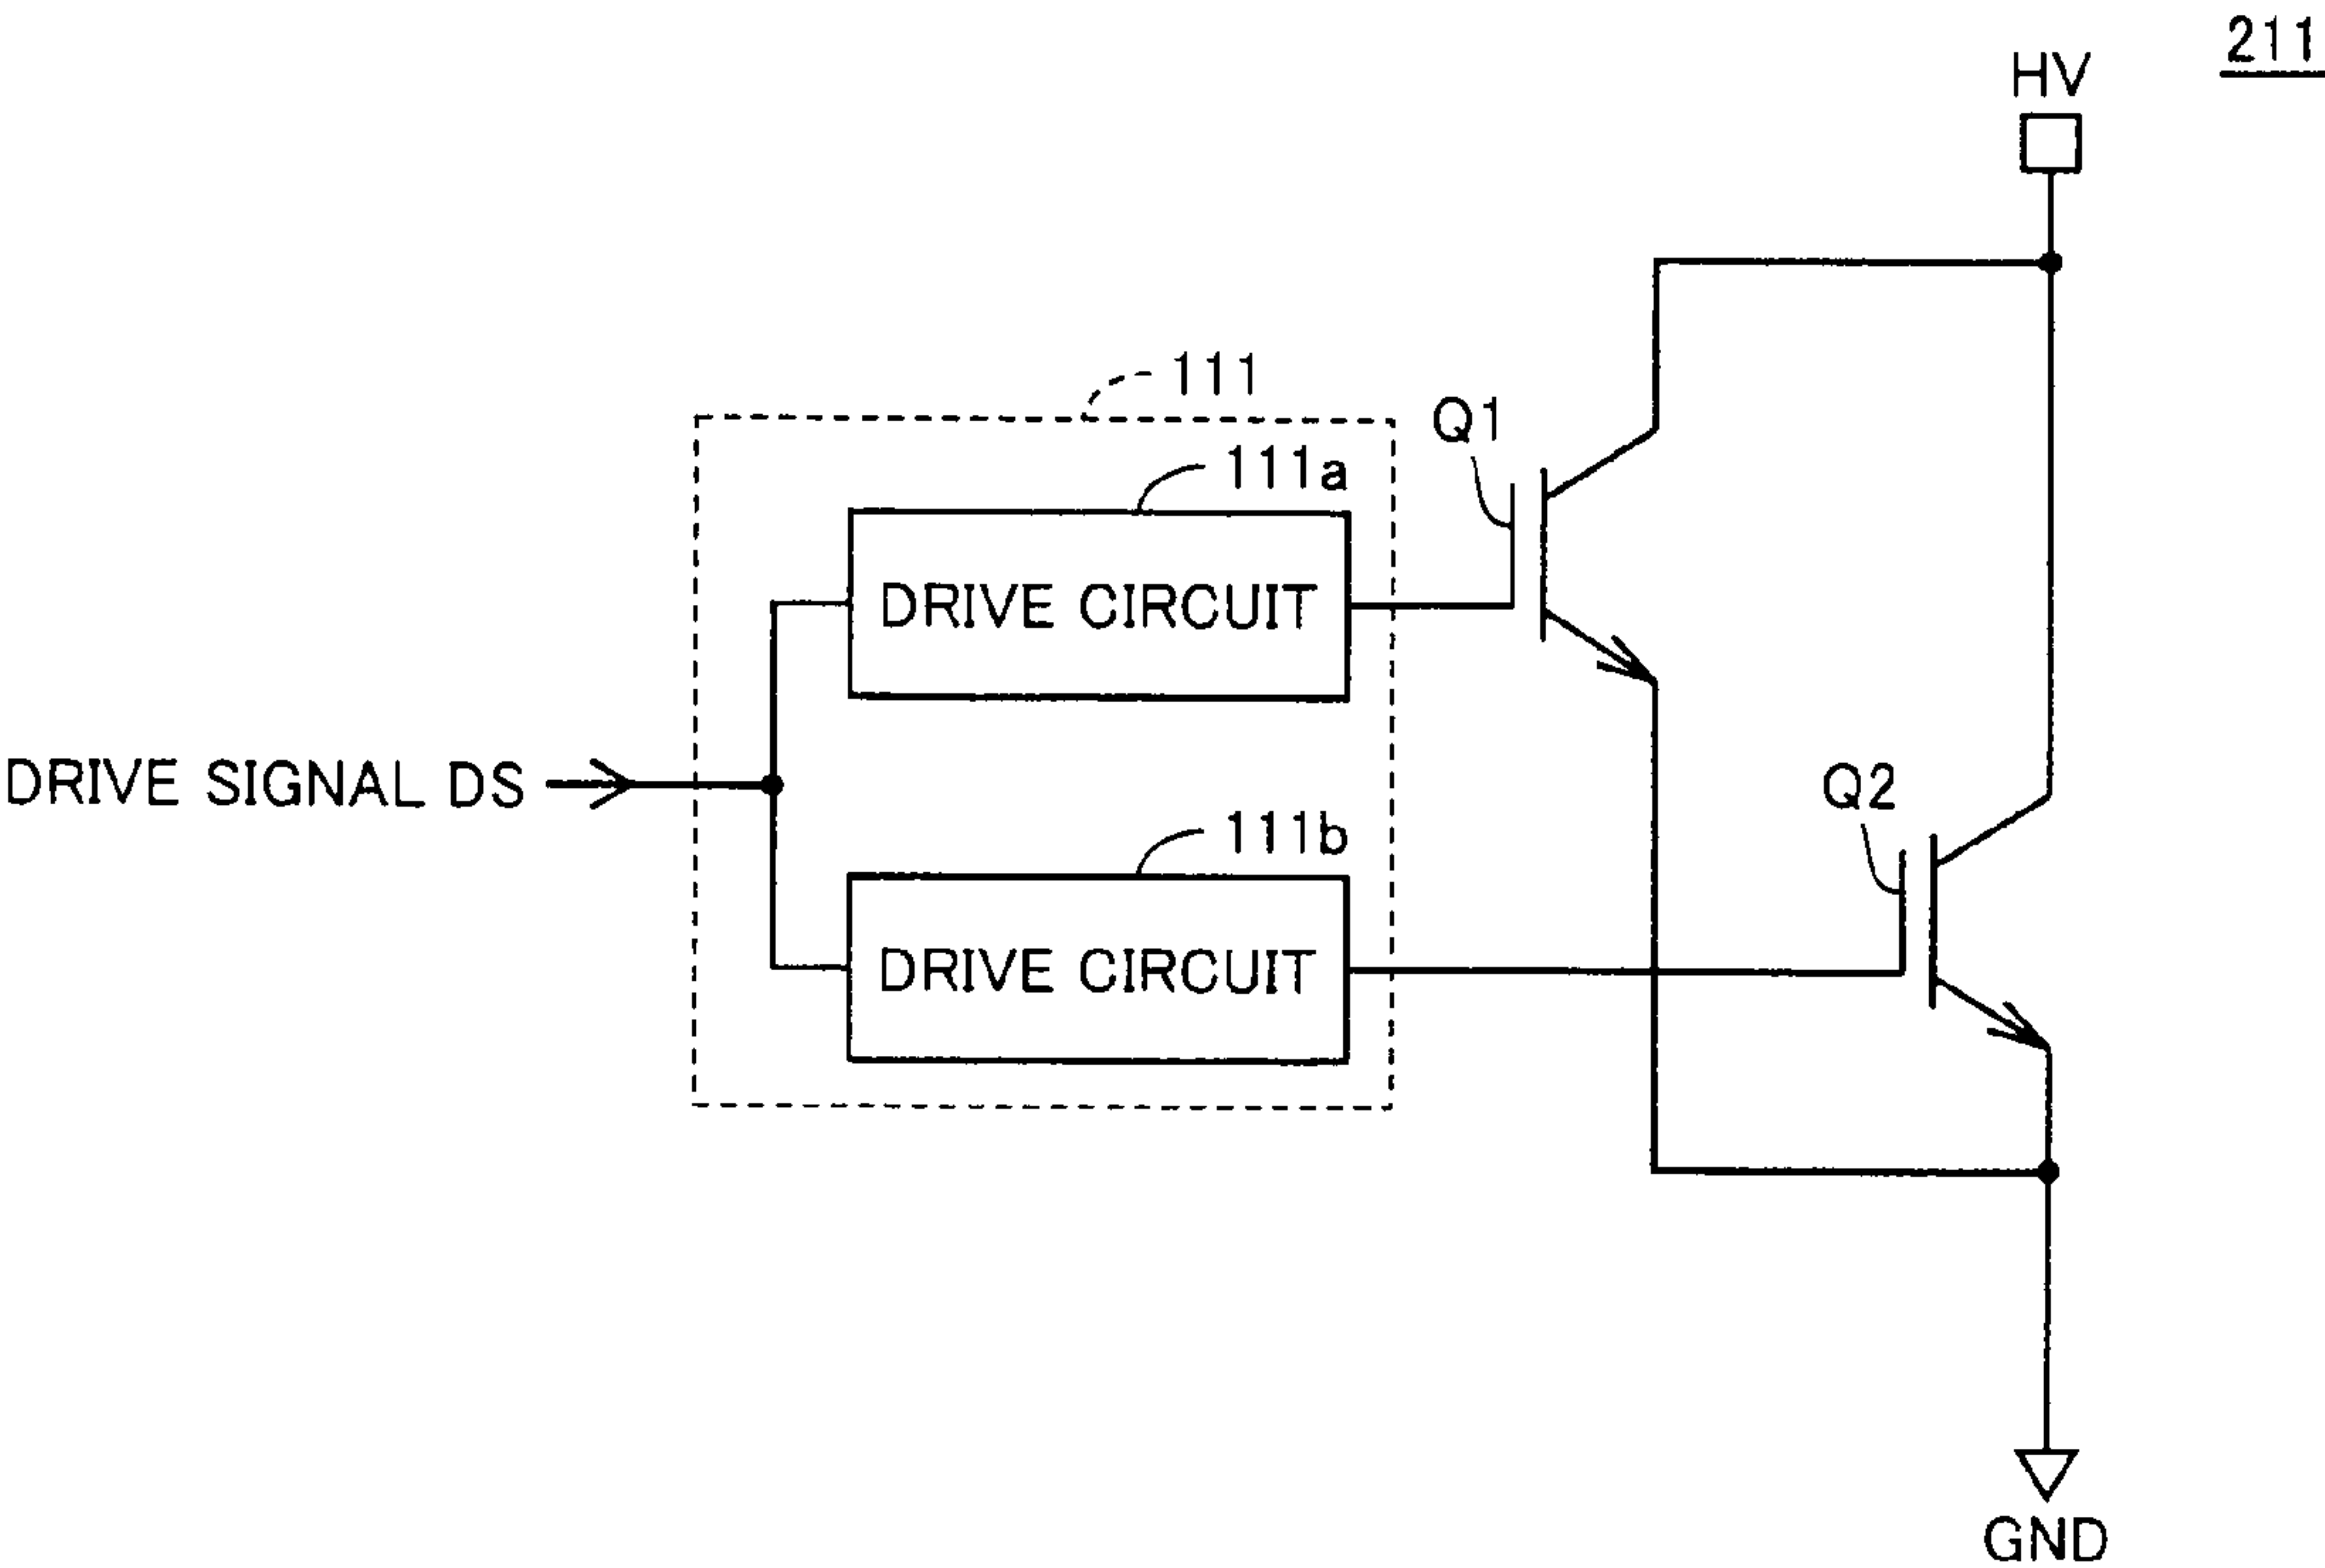 211
HV
111
Q1
111a
DRIVE CIRCUIT
DRIVE SIGNAL DS
Q2
111b
DRIVE CIRCUIT
GND